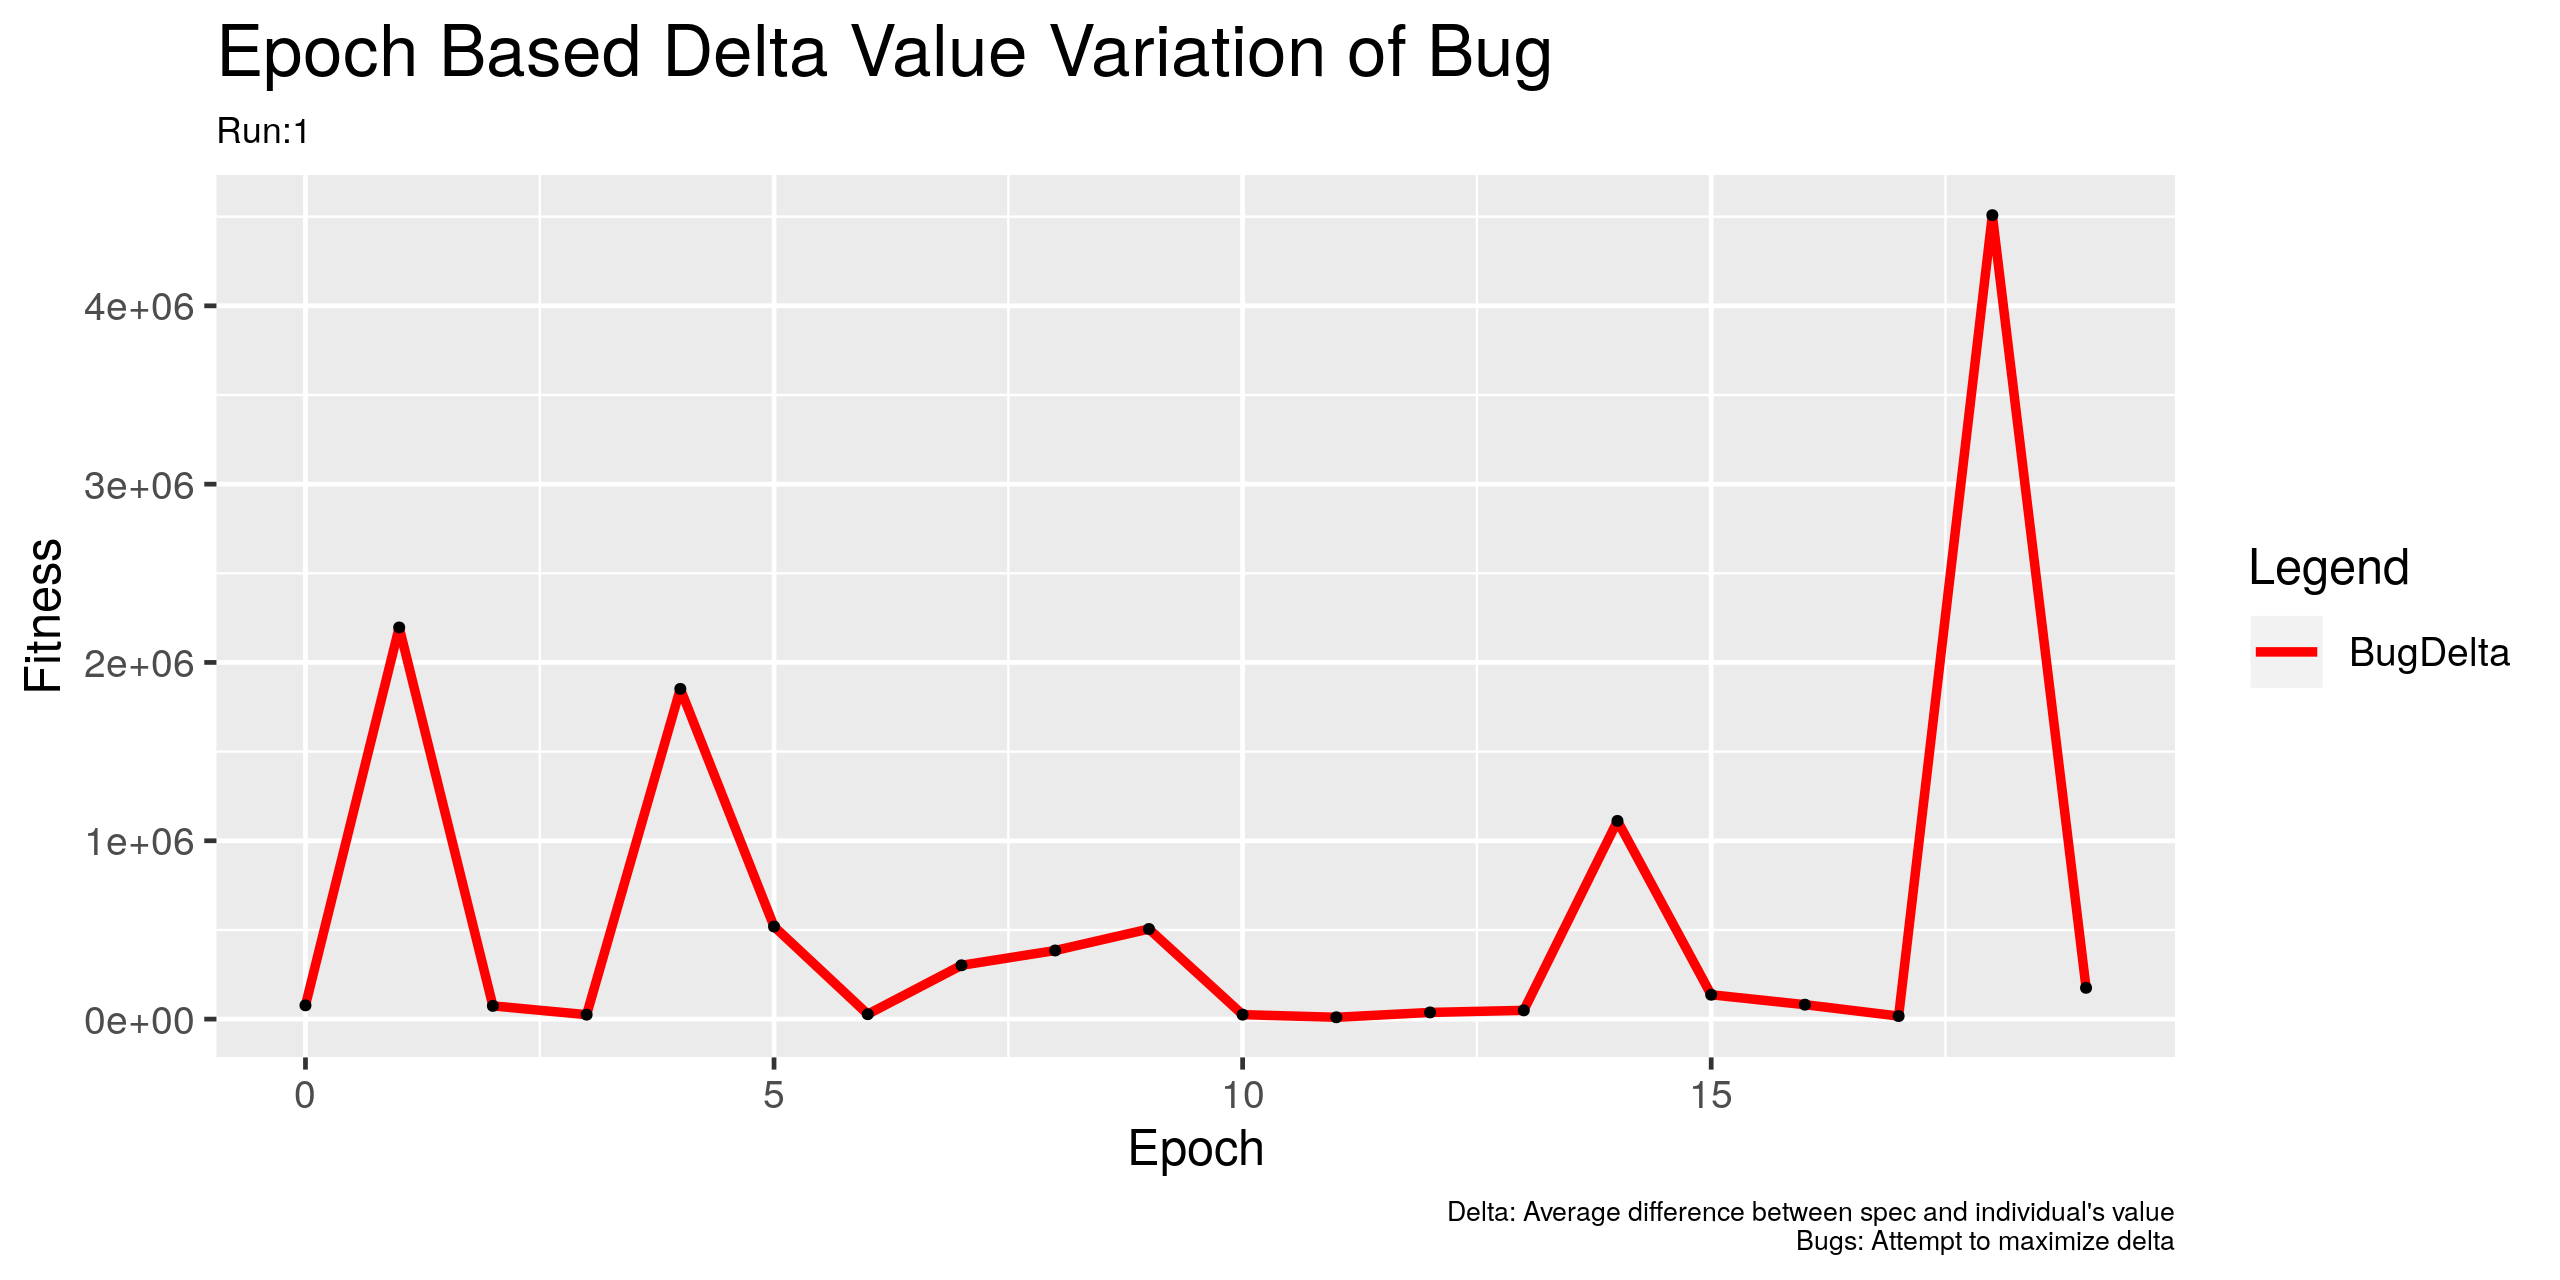 Epoch Based Delta Value Variation of Bug
Run:1
4e+06
3e+06
2e+06
1e+06
0e+00
Fitness
0
5
10
15
Epoch
Legend
BugDelta
Delta: Average difference between spec and individual's value
Bugs: Attempt to maximize delta